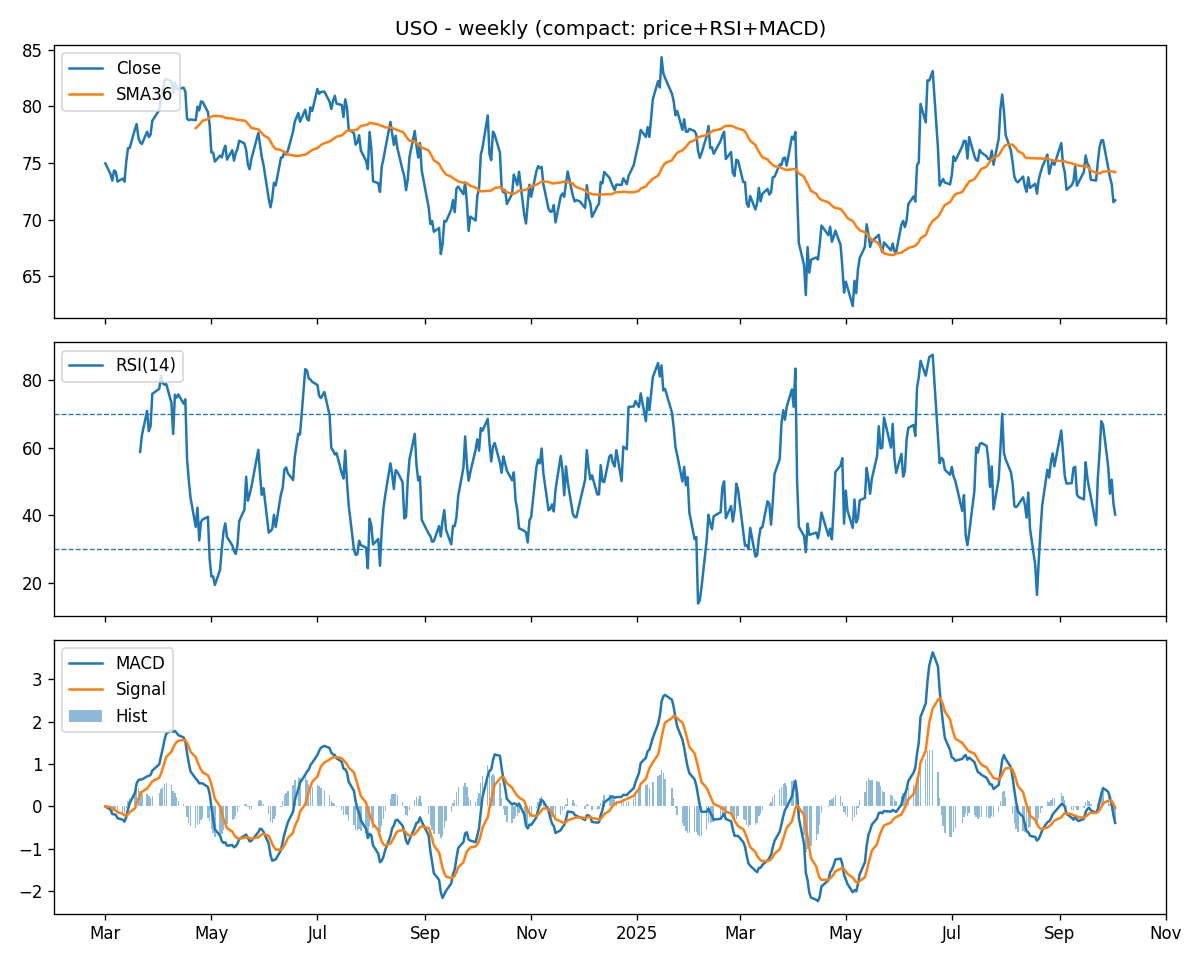 USO - weekly (compact: price+RSI+MACD)
85
80
75
70
65
Close
SMA36
Mar
May
Jul
Sep
Nov
2025
Mar
May
Jul
Sep
Nov
80
60
40
20
RSI(14)
3
2
1
0
−1
−2
MACD
Signal
Hist